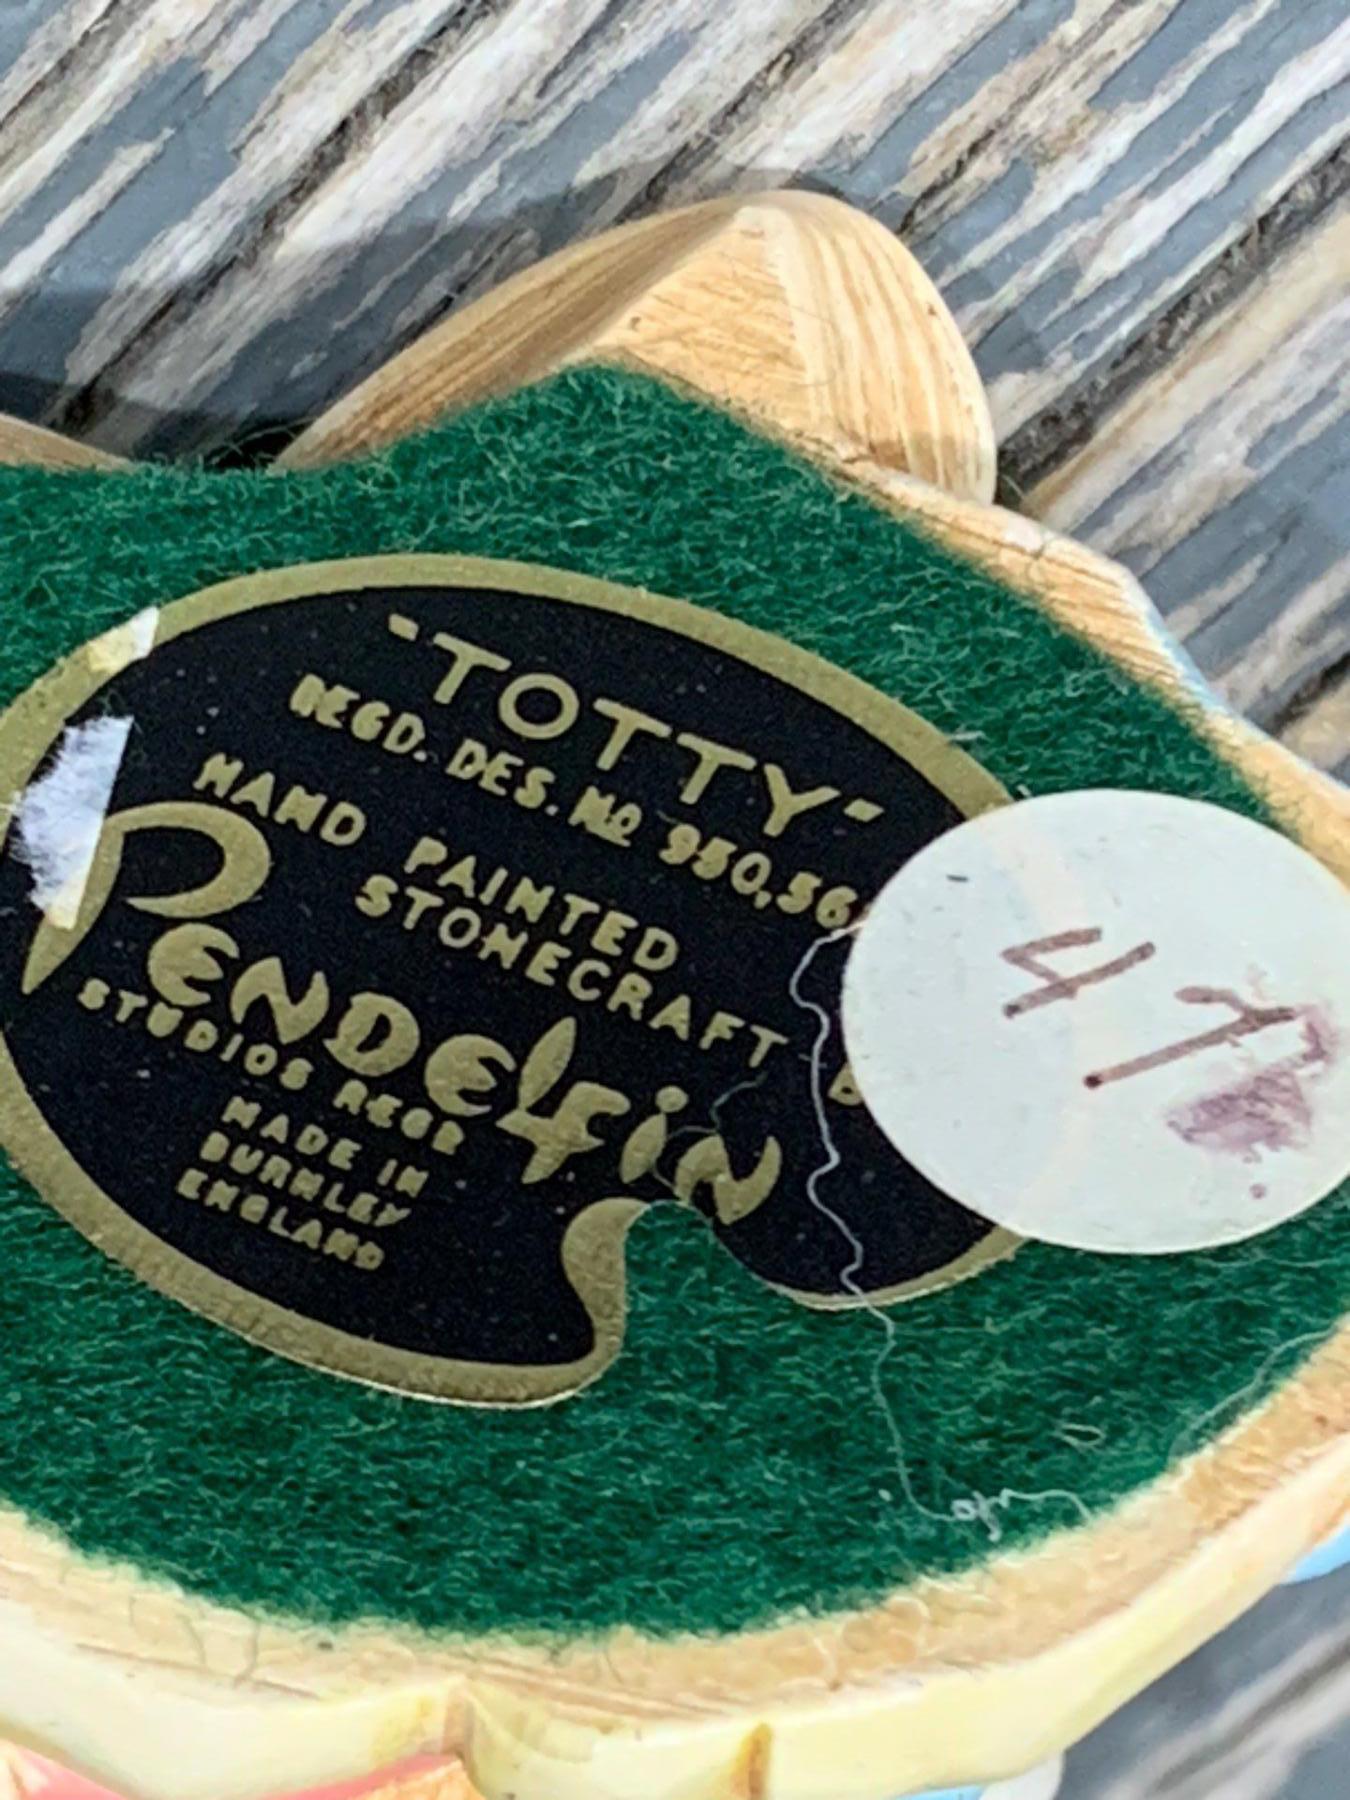 "TOTTY"
REGD. DES. No 950,56
HAND PAINTED
STONECRAFT
PENDELFIN
STUDIOS REGD
MADE IN
BURNLEY
ENGLAND
47